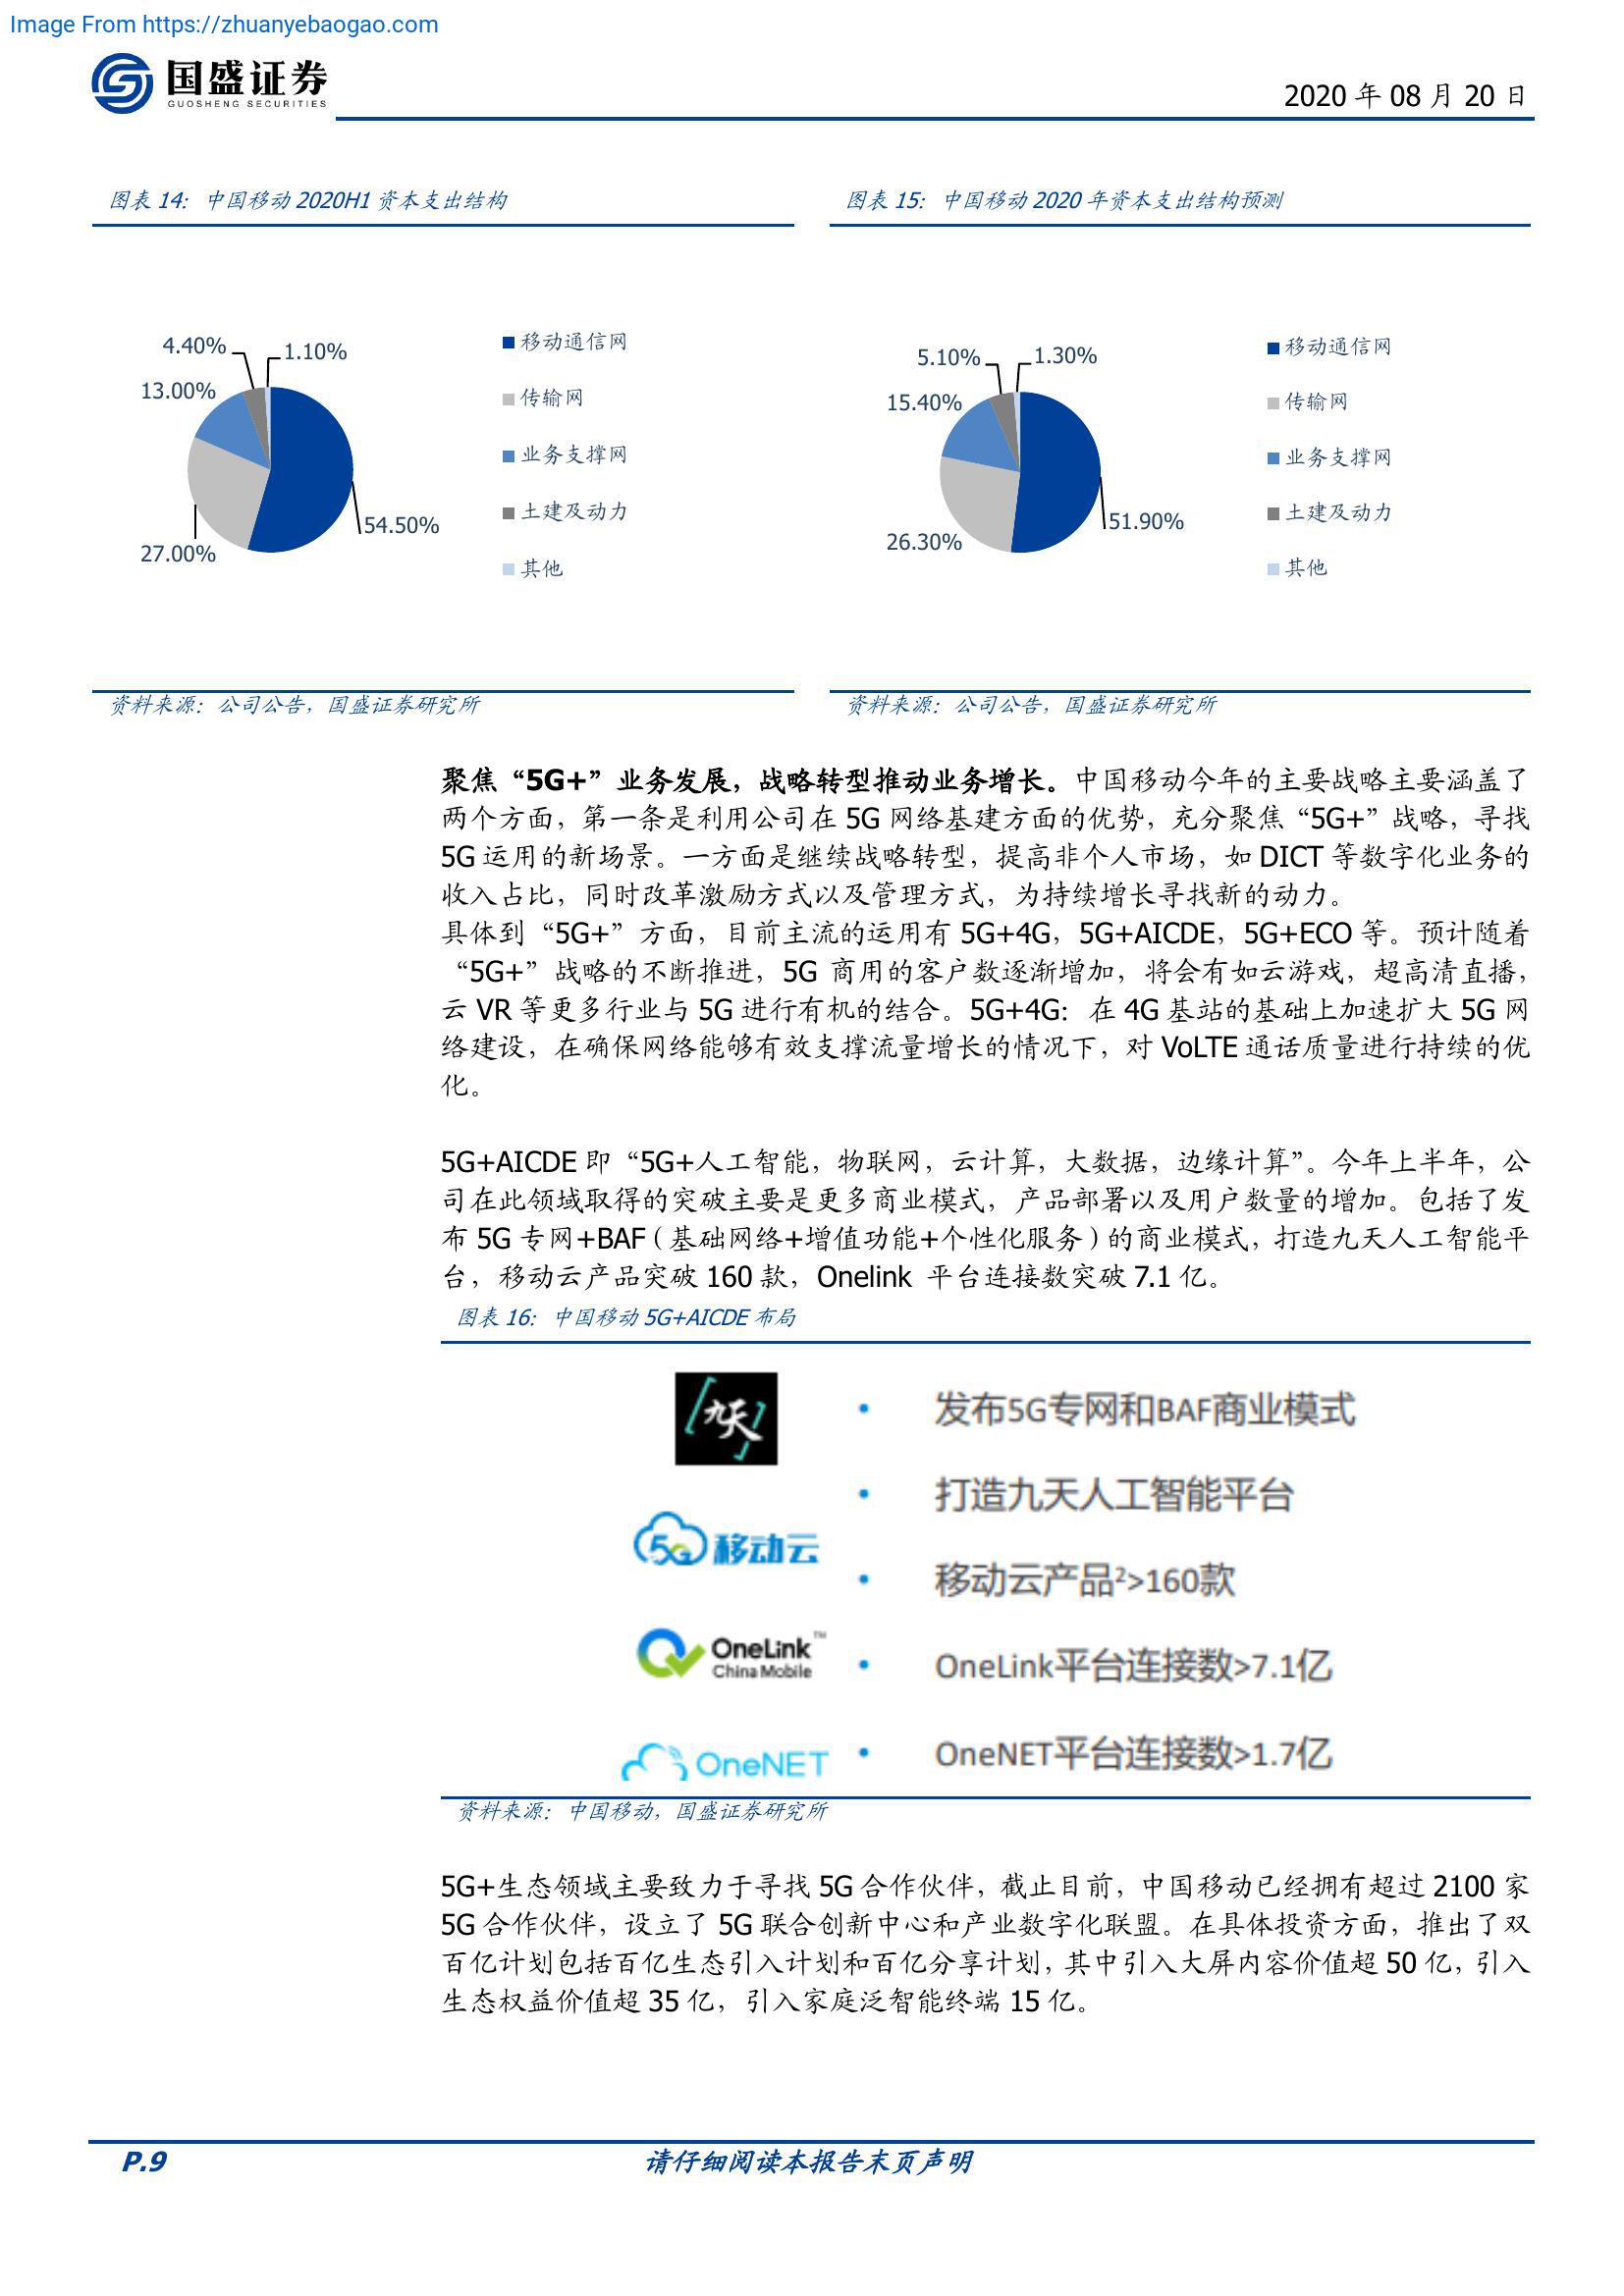 Image From https://zhuanyebaogao.com
国盛证券
GUOSHENG SECURITIES
2020 年 08 月 20 日
图表 14: 中国移动 2020H1 资本支出结构
4.40%
1.10%
13.00%
54.50%
27.00%
移动通信网
传输网
业务支撑网
土建及动力
其他
资料来源：公司公告，国盛证券研究所
图表 15: 中国移动 2020 年资本支出结构预测
5.10%
1.30%
15.40%
51.90%
26.30%
移动通信网
传输网
业务支撑网
土建及动力
其他
资料来源：公司公告，国盛证券研究所
聚焦“5G+”业务发展，战略转型推动业务增长。中国移动今年的主要战略主要涵盖了
两个方面，第一条是利用公司在 5G 网络基建方面的优势，充分聚焦“5G+”战略，寻找
5G 运用的新场景。一方面是继续战略转型，提高非个人市场，如 DICT 等数字化业务的
收入占比，同时改革激励方式以及管理方式，为持续增长寻找新的动力。
具体到“5G+”方面，目前主流的运用有 5G+4G，5G+AICDE，5G+ECO 等。预计随着
“5G+”战略的不断推进，5G 商用的客户数逐渐增加，将会有如云游戏，超高清直播，
云 VR 等更多行业与 5G 进行有机的结合。5G+4G：在 4G 基站的基础上加速扩大 5G 网
络建设，在确保网络能够有效支撑流量增长的情况下，对 VoLTE 通话质量进行持续的优
化。
5G+AICDE 即“5G+人工智能，物联网，云计算，大数据，边缘计算”。今年上半年，公
司在此领域取得的突破主要是更多商业模式，产品部署以及用户数量的增加。包括了发
布 5G 专网+BAF（基础网络+增值功能+个性化服务）的商业模式，打造九天人工智能平
台，移动云产品突破 160 款，Onelink 平台连接数突破 7.1 亿。
图表 16: 中国移动 5G+AICDE 布局
九天
• 发布5G专网和BAF商业模式
• 打造九天人工智能平台
5G 移动云
• 移动云产品²>160款
OneLink™
China Mobile
• OneLink平台连接数>7.1亿
OneNET
• OneNET平台连接数>1.7亿
资料来源：中国移动，国盛证券研究所
5G+生态领域主要致力于寻找 5G 合作伙伴，截止目前，中国移动已经拥有超过 2100 家
5G 合作伙伴，设立了 5G 联合创新中心和产业数字化联盟。在具体投资方面，推出了双
百亿计划包括百亿生态引入计划和百亿分享计划，其中引入大屏内容价值超 50 亿，引入
生态权益价值超 35 亿，引入家庭泛智能终端 15 亿。
P.9
请仔细阅读本报告末页声明